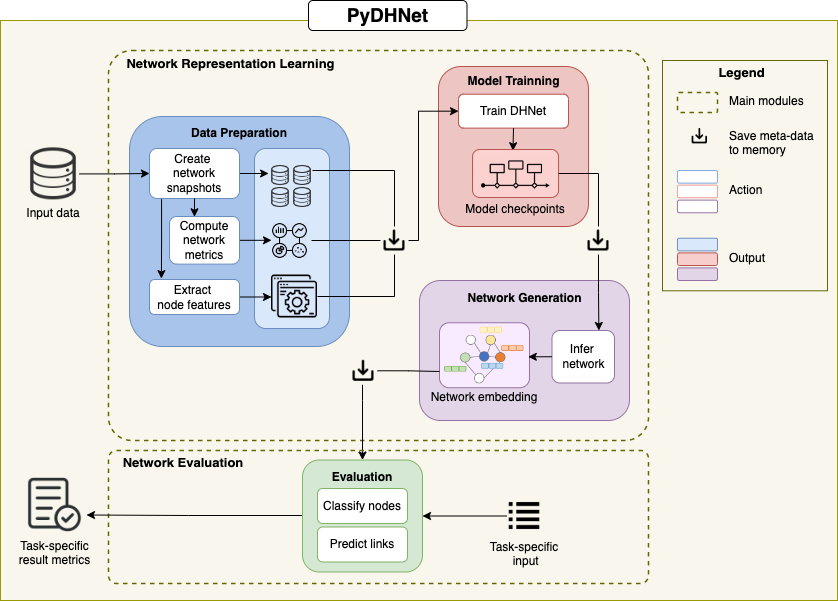 PyDHNet
Network Representation Learning
Data Preparation
Create
network
snapshots
Compute
network
metrics
Extract
node features
Input data
Model Trainning
Train DHNet
Model checkpoints
Network Generation
Infer
network
Network embedding
Legend
Main modules
Save meta-data
to memory
Action
Output
Network Evaluation
Evaluation
Classify nodes
Predict links
Task-specific
input
Task-specific
result metrics